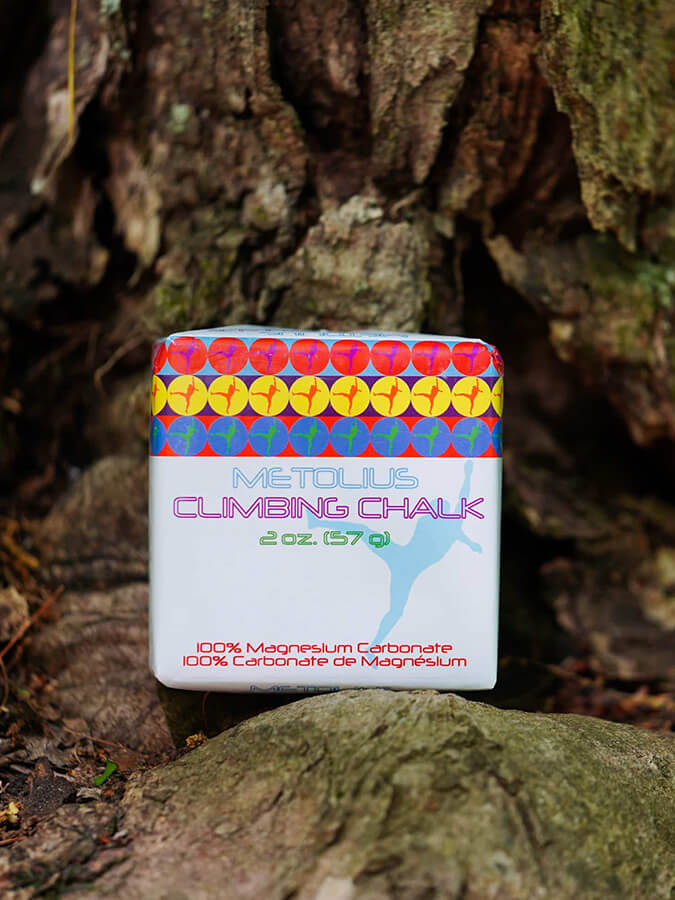 METOLIUS
CLIMBING CHALK
2 oz. (57 g)
100% Magnesium Carbonate
100% Carbonate de Magnésium